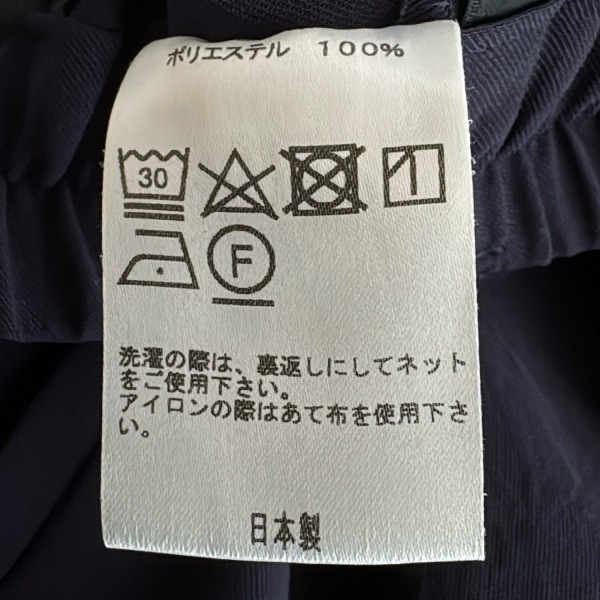 ポリエステル 100%
30
F
洗濯の際は、裏返しにしてネット
をご使用下さい。
アイロンの際はあて布を使用下さ
い。
日本製